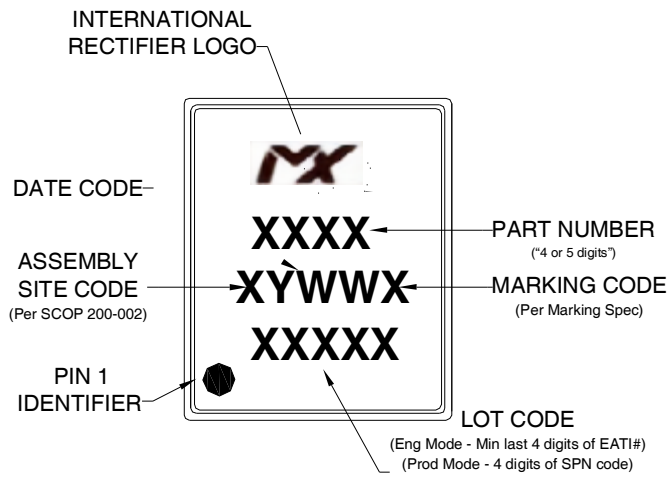 INTERNATIONAL
RECTIFIER LOGO
DATE CODE
XXXX
PART NUMBER
("4 or 5 digits")
ASSEMBLY
SITE CODE
(Per SCOP 200-002)
XYWWX
MARKING CODE
(Per Marking Spec)
XXXXX
PIN 1
IDENTIFIER
LOT CODE
(Eng Mode - Min last 4 digits of EATI#)
(Prod Mode - 4 digits of SPN code)